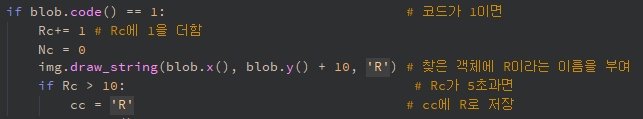 if blob.code() == 1: # 코드가 1이면
Rc+= 1 # Rc에 1을 더함
Nc = 0
img.draw_string(blob.x(), blob.y() + 10, 'R') # 찾은 객체에 R이라는 이름을 부여
if Rc > 10: # Rc가 5초과면
cc = 'R' # cc에 R로 저장